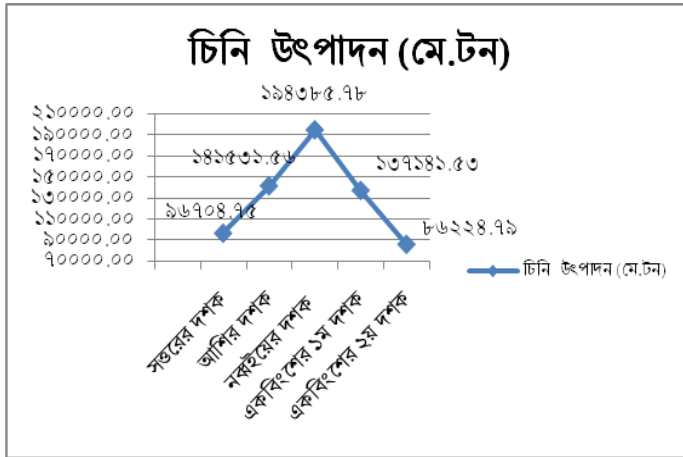 চিনি উৎপাদন (মে.টন)
১৯৪৩৮৫.৭৮
২১০০০০.০০
১৯০০০০.০০
১৭০০০০.০০
১৫০০০০.০০
১৩০০০০.০০
১১০০০০.০০
৯০০০০.০০
৭০০০০.০০
১৪১৫৩১.৫৬
১৩৭১৪১.৫৩
৯৬৭০৪.৭৫
৮৬২২৪.৭৯
চিনি উৎপাদন (মে.টন)
সত্তরের দশক
আশির দশক
নব্বইয়ের দশক
একবিংশের ১ম দশক
একবিংশের ২য় দশক